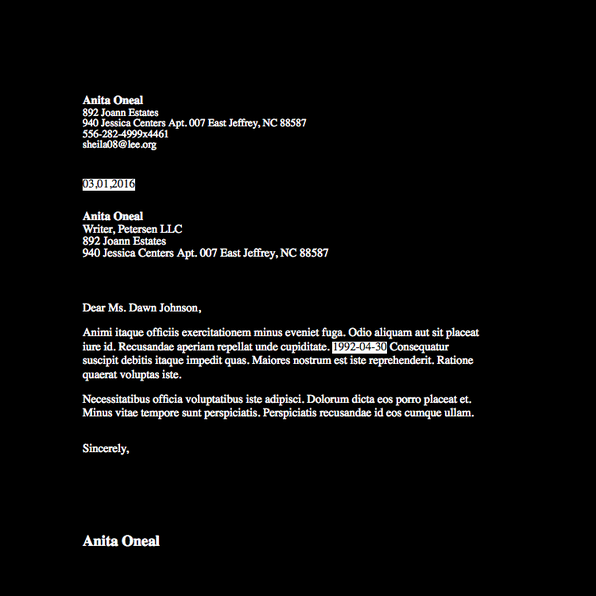 Anita Oneal
892 Joann Estates
940 Jessica Centers Apt. 007 East Jeffrey, NC 88587
556-282-4999x4461
sheila08@lee.org
03,01,2016
Anita Oneal
Writer, Petersen LLC
892 Joann Estates
940 Jessica Centers Apt. 007 East Jeffrey, NC 88587
Dear Ms. Dawn Johnson,
Animi itaque officiis exercitationem minus eveniet fuga. Odio aliquam aut sit placeat
iure id. Recusandae aperiam repellat unde cupiditate. 1992-04-30 Consequatur
suscipit debitis itaque impedit quas. Maiores nostrum est iste reprehenderit. Ratione
quaerat voluptas iste.
Necessitatibus officia voluptatibus iste adipisci. Dolorum dicta eos porro placeat et.
Minus vitae tempore sunt perspiciatis. Perspiciatis recusandae id eos cumque ullam.
Sincerely,
Anita Oneal